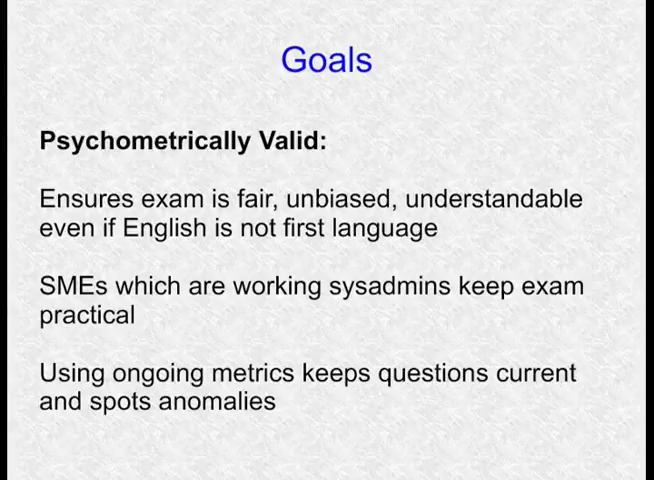 Goals
Psychometrically Valid:
Ensures exam is fair, unbiased, understandable
even if English is not first language
SMEs which are working sysadmins keep exam
practical
Using ongoing metrics keeps questions current
and spots anomalies